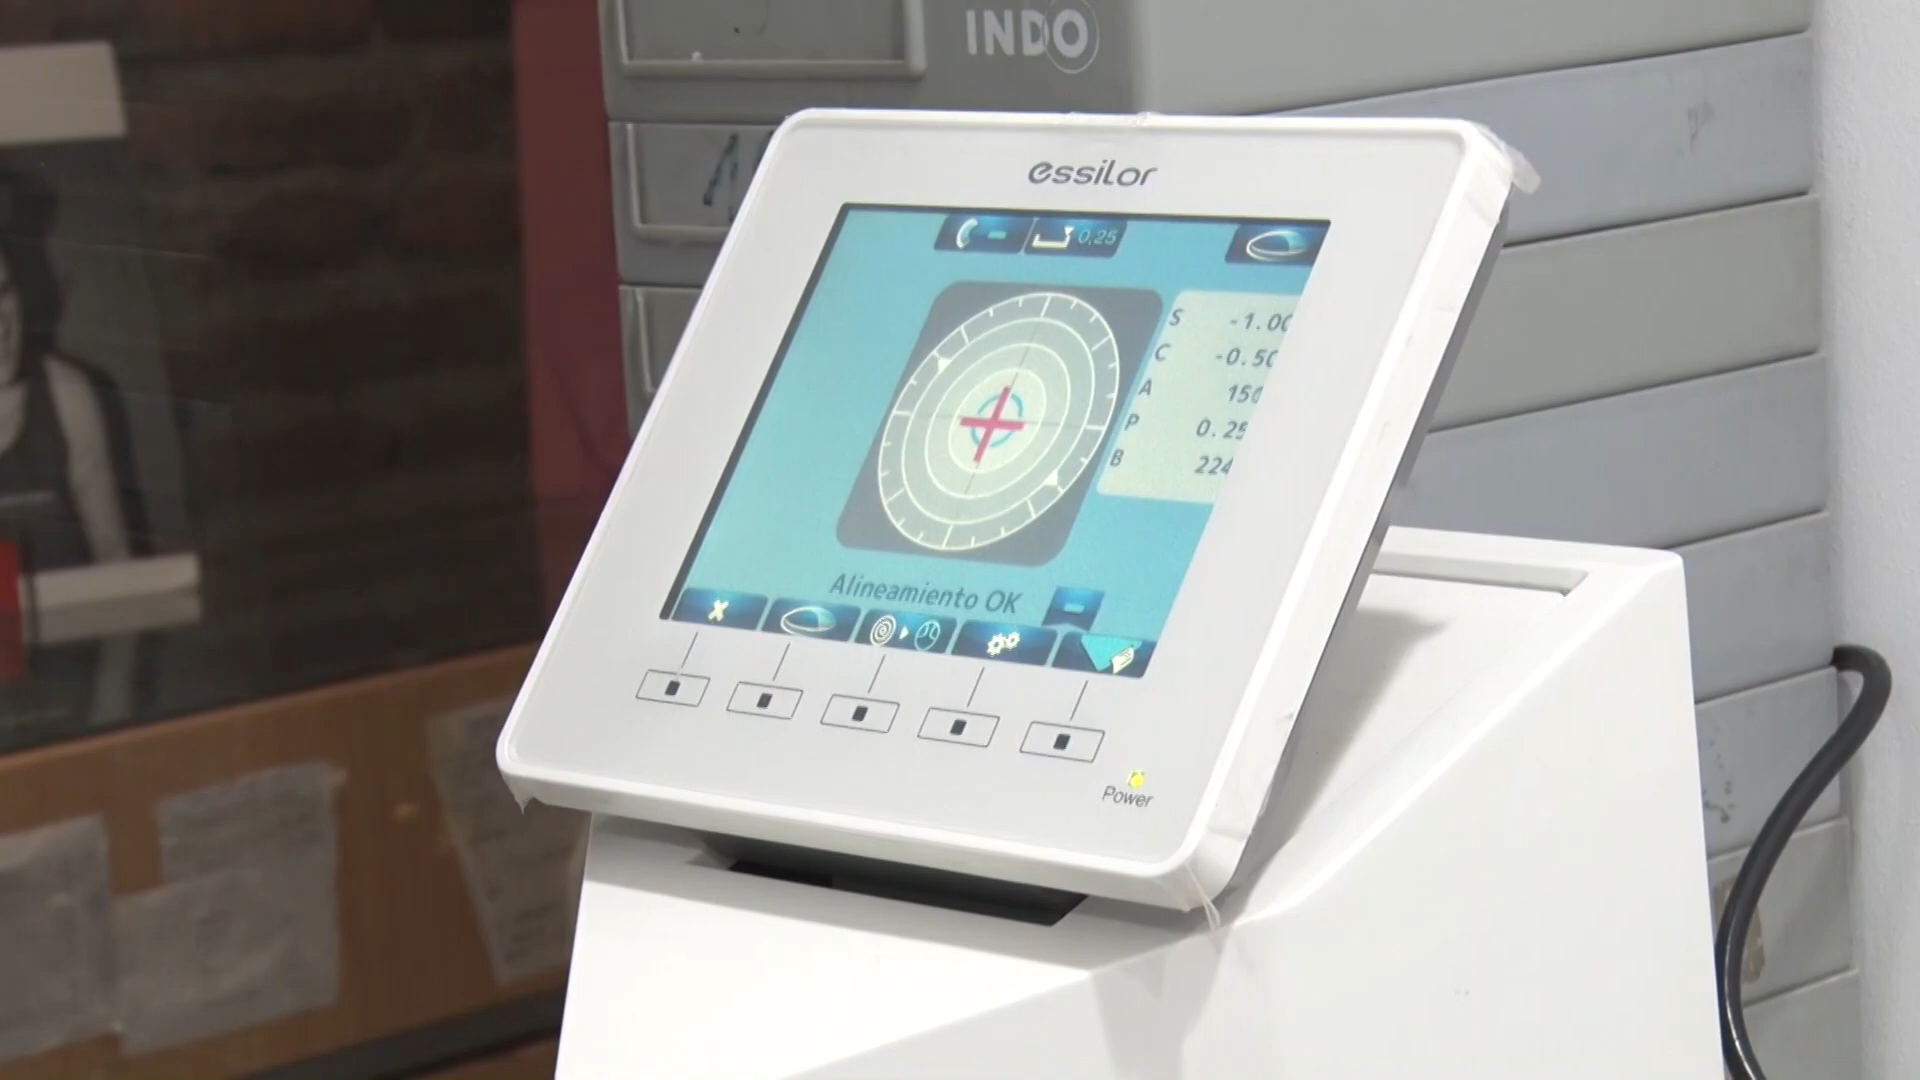 INDO
essilor
0,25
S -1.00
C -0.50
A 150
P 0.25
B 224
Alineamiento OK
Power